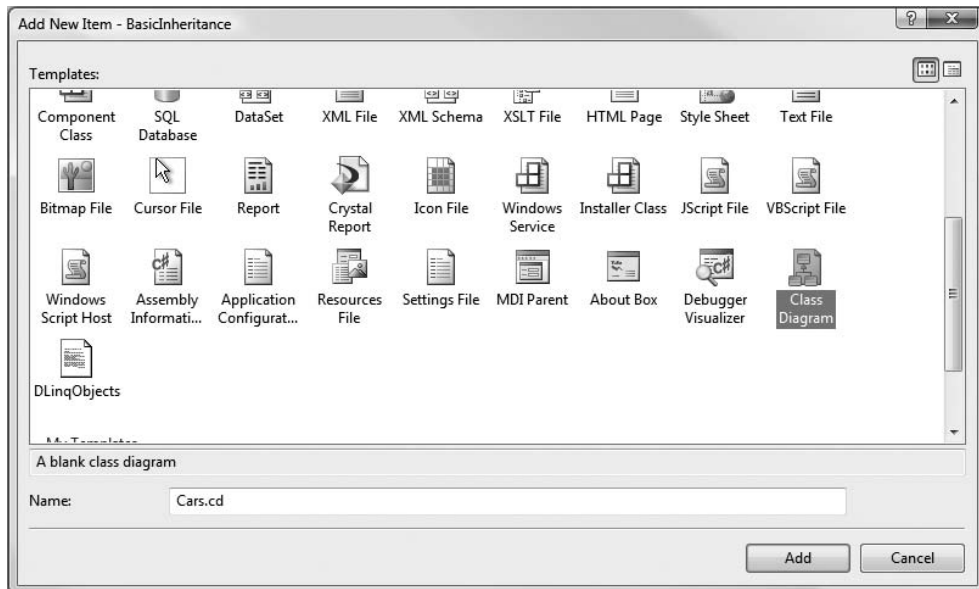 Add New Item - BasicInheritance
Templates:
Component Class
SQL Database
DataSet
XML File
XML Schema
XSLT File
HTML Page
Style Sheet
Text File
Bitmap File
Cursor File
Report
Crystal Report
Icon File
Windows Service
Installer Class
JScript File
VBScript File
Windows Script Host
Assembly Informati...
Application Configurat...
Resources File
Settings File
MDI Parent
About Box
Debugger Visualizer
Class Diagram
DLinqObjects
My Templates
A blank class diagram
Name:
Cars.cd
Add
Cancel